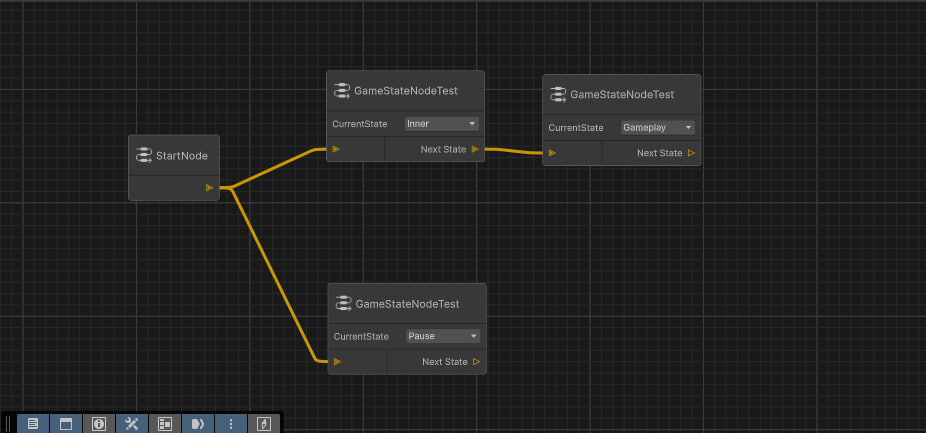 StartNode
GameStateNodeTest
CurrentState Inner
Next State
GameStateNodeTest
CurrentState Gameplay
Next State
GameStateNodeTest
CurrentState Pause
Next State